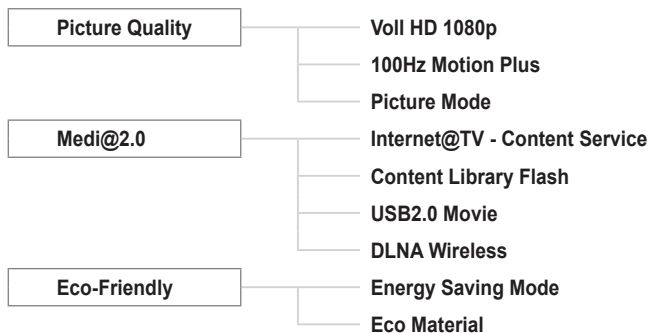 Picture Quality
Voll HD 1080p
100Hz Motion Plus
Picture Mode
Medi@2.0
Internet@TV - Content Service
Content Library Flash
USB2.0 Movie
DLNA Wireless
Eco-Friendly
Energy Saving Mode
Eco Material